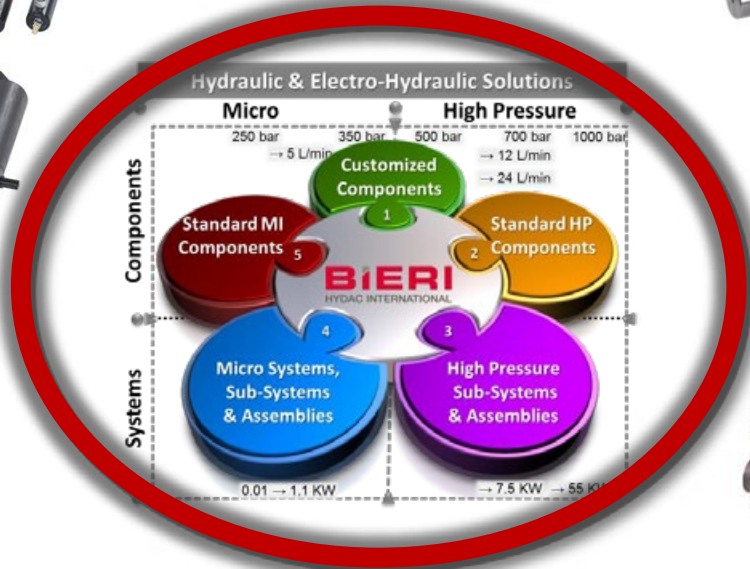 Hydraulic & Electro-Hydraulic Solutions
Micro
High Pressure
250 bar
350 bar
500 bar
700 bar
1000 bar
→ 5 L/min
→ 12 L/min
→ 24 L/min
Components
Customized
Components
1
Standard MI
Components
5
Standard HP
Components
2
BiERI
HYDAC INTERNATIONAL
4
3
Systems
Micro Systems,
Sub-Systems
& Assemblies
High Pressure
Sub-Systems
& Assemblies
0.01 → 1.1 KW
→ 7.5 KW → 55 KW